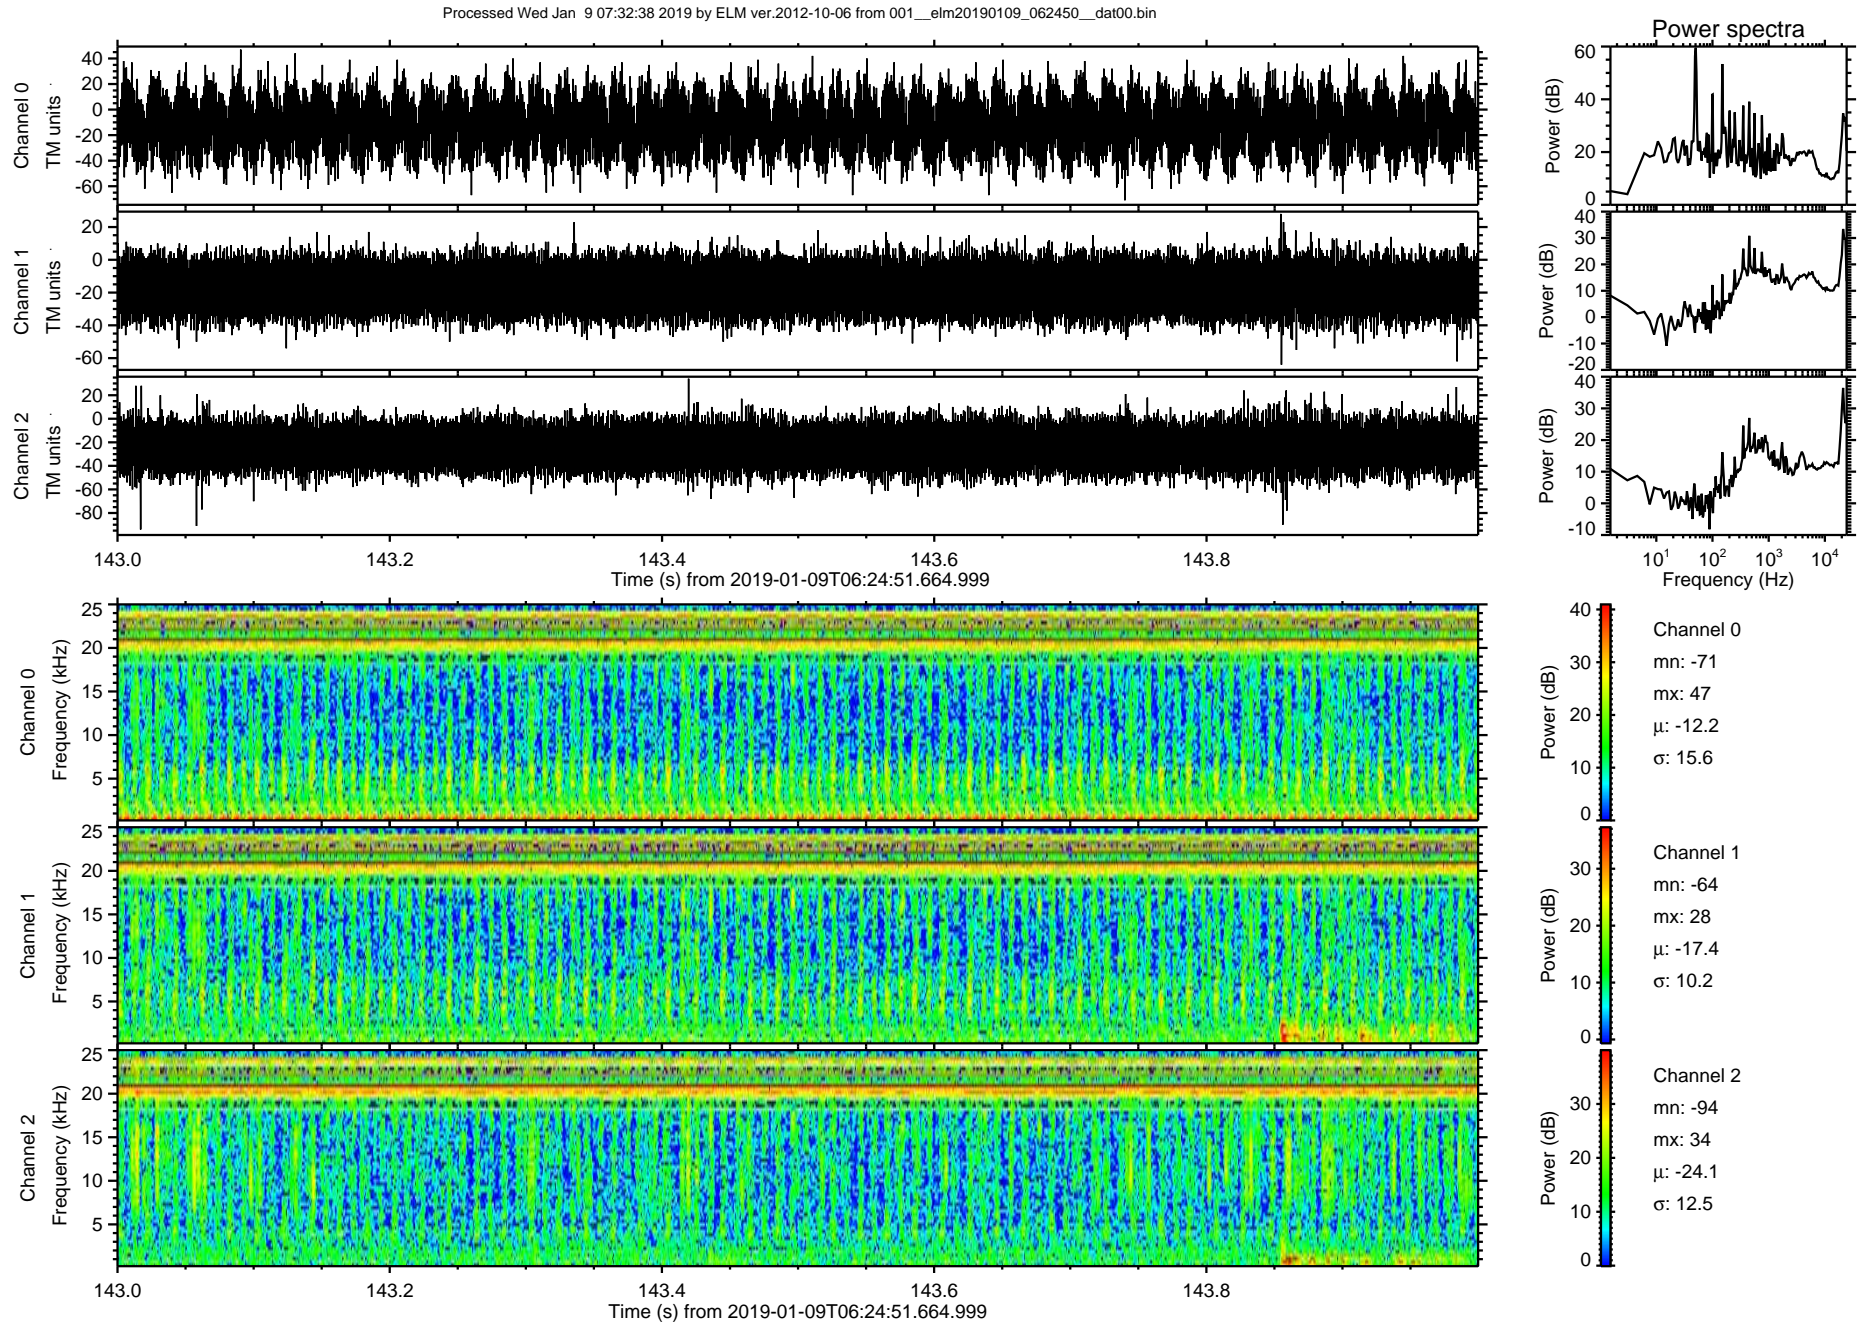 Processed Wed Jan  9 07:32:38 2019 by ELM ver.2012-10-06 from 001__elm20190109_062450__dat00.bin
Power spectra
Channel 0
TM units
40
20
0
-20
-40
-60
Power (dB)
60
40
20
0
Channel 1
TM units
20
0
-20
-40
-60
Power (dB)
40
30
20
10
0
-10
-20
Channel 2
TM units
20
0
-20
-40
-60
-80
Power (dB)
40
30
20
10
0
-10
143.0 143.2 143.4 143.6 143.8
Time (s) from 2019-01-09T06:24:51.664.999
10^1 10^2 10^3 10^4
Frequency (Hz)
Channel 0
Frequency (kHz)
25
20
15
10
5
Power (dB)
40
30
20
10
0
Channel 0
mn: -71
mx: 47
μ: -12.2
σ: 15.6
Channel 1
Frequency (kHz)
25
20
15
10
5
Power (dB)
30
20
10
0
Channel 1
mn: -64
mx: 28
μ: -17.4
σ: 10.2
Channel 2
Frequency (kHz)
25
20
15
10
5
Power (dB)
30
20
10
0
Channel 2
mn: -94
mx: 34
μ: -24.1
σ: 12.5
143.0 143.2 143.4 143.6 143.8
Time (s) from 2019-01-09T06:24:51.664.999